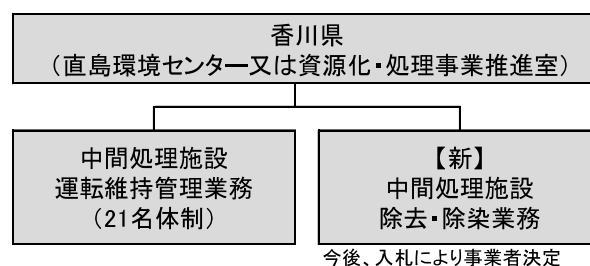 香川県
（直島環境センター又は資源化・処理事業推進室）
中間処理施設
運転維持管理業務
（21名体制）
【新】
中間処理施設
除去・除染業務
今後、入札により事業者決定